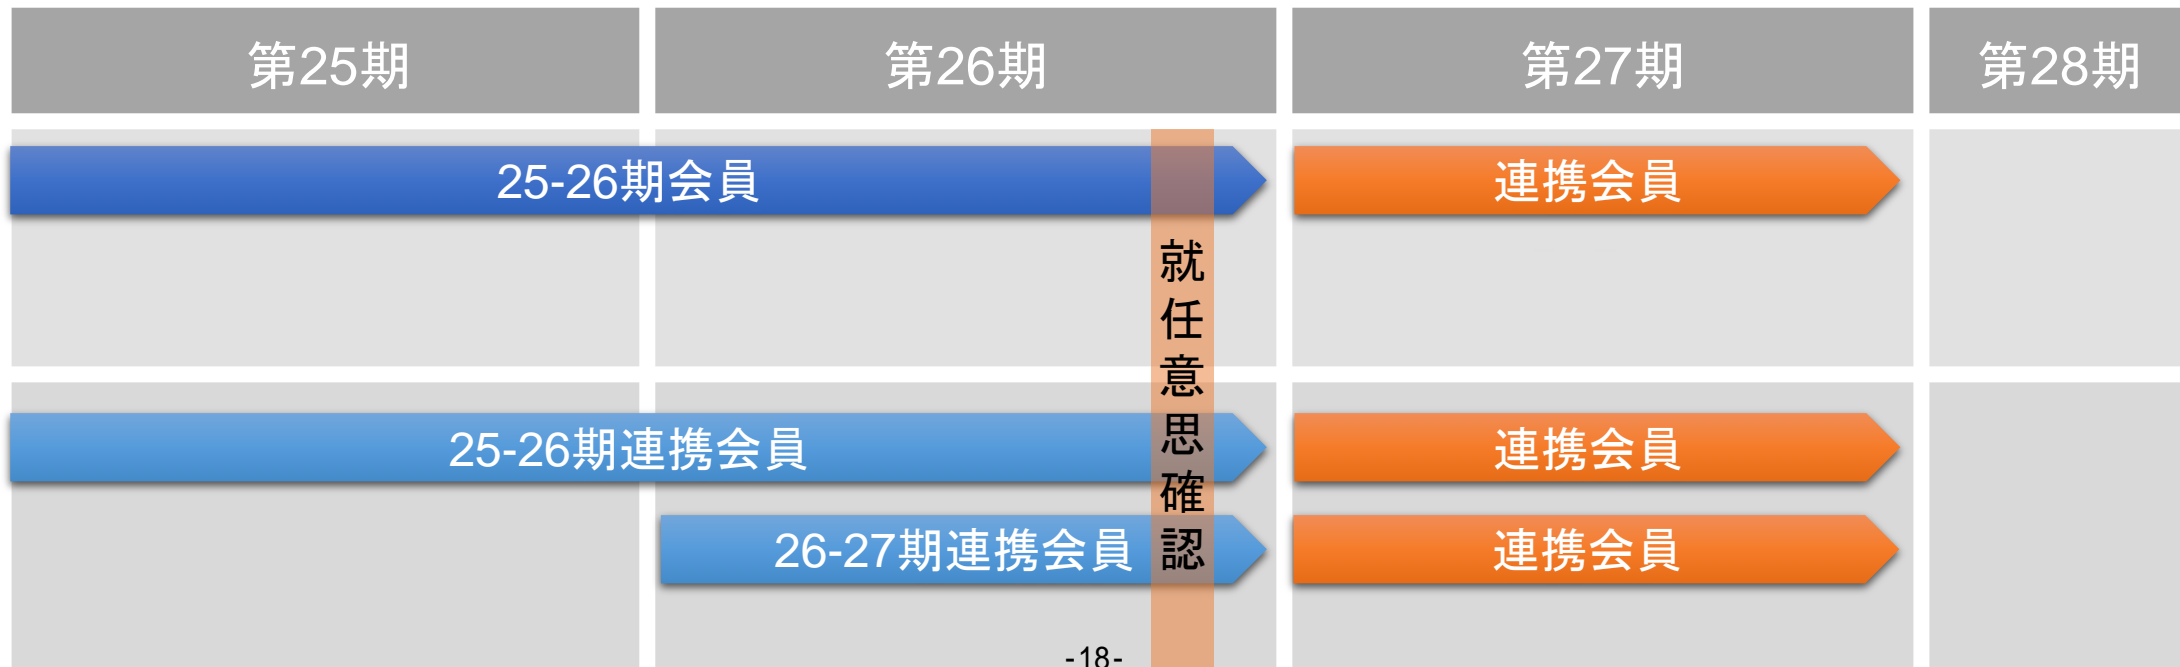 第25期
第26期
第27期
第28期
25-26期会員
連携会員
就任意思確認
25-26期連携会員
連携会員
26-27期連携会員
連携会員
-18-